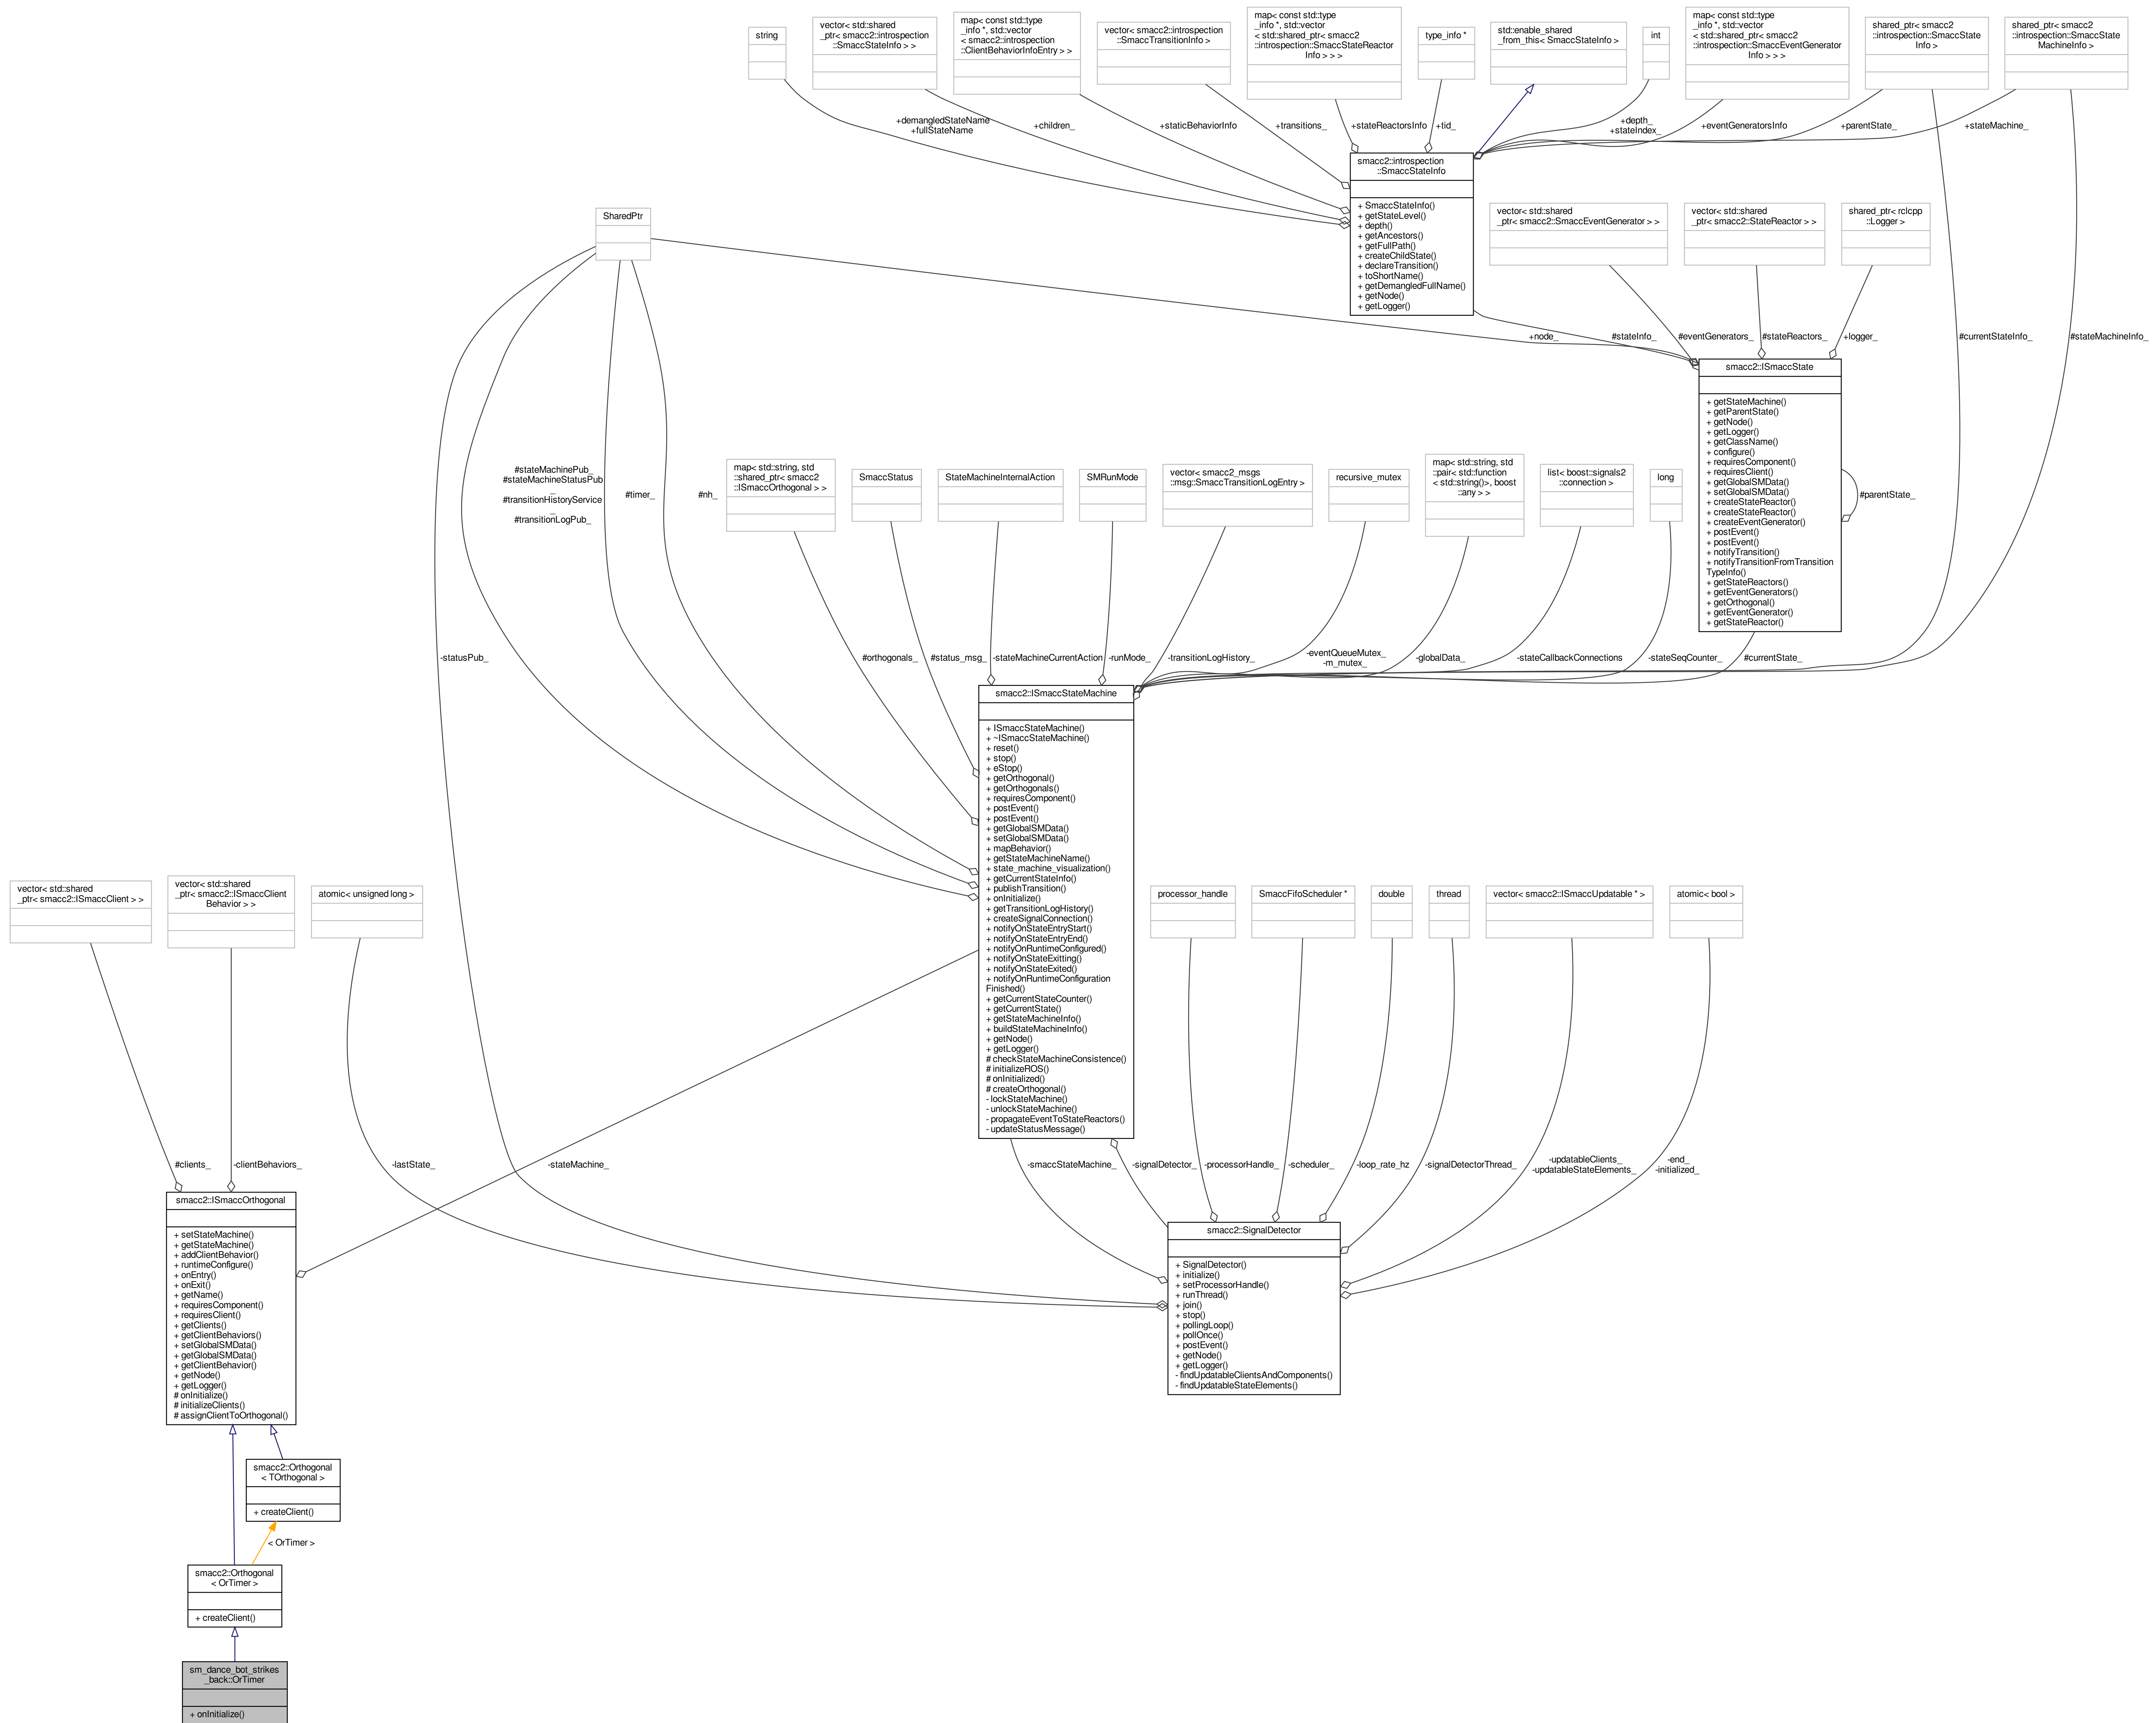 string
vector< std::shared
_ptr< smacc2::introspection
::SmaccStateInfo > >
map< const std::type
_info *, std::vector
< smacc2::introspection
::ClientBehaviorInfoEntry > >
vector< smacc2::introspection
::SmaccTransitionInfo >
map< const std::type
_info *, std::vector
< std::shared_ptr< smacc2
::introspection::SmaccStateReactor
Info > > >
type_info *
std::enable_shared
_from_this< SmaccStateInfo >
int
map< const std::type
_info *, std::vector
< std::shared_ptr< smacc2
::introspection::SmaccEventGenerator
Info > > >
shared_ptr< smacc2
::introspection::SmaccState
Info >
shared_ptr< smacc2
::introspection::SmaccState
MachineInfo >
+demangledStateName
+fullStateName
+children_
+staticBehaviorInfo
+transitions_
+stateReactorsInfo
+tid_
+depth_
+stateIndex_
+eventGeneratorsInfo
+parentState_
+stateMachine_
smacc2::introspection
::SmaccStateInfo
+ SmaccStateInfo()
+ getStateLevel()
+ depth()
+ getAncestors()
+ getFullPath()
+ createChildState()
+ declareTransition()
+ toShortName()
+ getDemangledFullName()
+ getNode()
+ getLogger()
SharedPtr
vector< std::shared
_ptr< smacc2::SmaccEventGenerator > >
vector< std::shared
_ptr< smacc2::StateReactor > >
shared_ptr< rclcpp
::Logger >
+node_
#stateInfo_
#eventGenerators_
#stateReactors_
+logger_
#currentStateInfo_
#stateMachineInfo_
smacc2::ISmaccState
+ getStateMachine()
+ getParentState()
+ getNode()
+ getLogger()
+ getClassName()
+ configure()
+ requiresComponent()
+ requiresClient()
+ getGlobalSMData()
+ setGlobalSMData()
+ createStateReactor()
+ createStateReactor()
+ createEventGenerator()
+ postEvent()
+ postEvent()
+ notifyTransition()
+ notifyTransitionFromTransition
TypeInfo()
+ getStateReactors()
+ getEventGenerators()
+ getOrthogonal()
+ getEventGenerator()
+ getStateReactor()
#parentState_
#stateMachinePub_
#stateMachineStatusPub
_
#transitionHistoryService
_
#transitionLogPub_
#timer_
#nh_
map< std::string, std
::shared_ptr< smacc2
::ISmaccOrthogonal > >
SmaccStatus
StateMachineInternalAction
SMRunMode
vector< smacc2_msgs
::msg::SmaccTransitionLogEntry >
recursive_mutex
map< std::string, std
::pair< std::function
< std::string()>, boost
::any > >
list< boost::signals2
::connection >
long
-statusPub_
#orthogonals_
#status_msg_
-stateMachineCurrentAction
-runMode_
-transitionLogHistory_
-eventQueueMutex_
-m_mutex_
-globalData_
-stateCallbackConnections
-stateSeqCounter_
#currentState_
smacc2::ISmaccStateMachine
+ ISmaccStateMachine()
+ ~ISmaccStateMachine()
+ reset()
+ stop()
+ eStop()
+ getOrthogonal()
+ getOrthogonals()
+ requiresComponent()
+ postEvent()
+ postEvent()
+ getGlobalSMData()
+ setGlobalSMData()
+ mapBehavior()
+ getStateMachineName()
+ state_machine_visualization()
+ getCurrentStateInfo()
+ publishTransition()
+ onInitialize()
+ getTransitionLogHistory()
+ createSignalConnection()
+ notifyOnStateEntryStart()
+ notifyOnStateEntryEnd()
+ notifyOnRuntimeConfigured()
+ notifyOnStateExitting()
+ notifyOnStateExited()
+ notifyOnRuntimeConfiguration
Finished()
+ getCurrentStateCounter()
+ getCurrentState()
+ getStateMachineInfo()
+ buildStateMachineInfo()
+ getNode()
+ getLogger()
# checkStateMachineConsistence()
# initializeROS()
# onInitialized()
# createOrthogonal()
- lockStateMachine()
- unlockStateMachine()
- propagateEventToStateReactors()
- updateStatusMessage()
vector< std::shared
_ptr< smacc2::ISmaccClient > >
vector< std::shared
_ptr< smacc2::ISmaccClient
Behavior > >
atomic< unsigned long >
processor_handle
SmaccFifoScheduler *
double
thread
vector< smacc2::ISmaccUpdatable * >
atomic< bool >
#clients_
-clientBehaviors_
-lastState_
-stateMachine_
-smaccStateMachine_
-signalDetector_
-processorHandle_
-scheduler_
-loop_rate_hz
-signalDetectorThread_
-updatableClients_
-updatableStateElements_
-end_
-initialized_
smacc2::ISmaccOrthogonal
+ setStateMachine()
+ getStateMachine()
+ addClientBehavior()
+ runtimeConfigure()
+ onEntry()
+ onExit()
+ getName()
+ requiresComponent()
+ requiresClient()
+ getClients()
+ getClientBehaviors()
+ setGlobalSMData()
+ getGlobalSMData()
+ getClientBehavior()
+ getNode()
+ getLogger()
# onInitialize()
# initializeClients()
# assignClientToOrthogonal()
smacc2::SignalDetector
+ SignalDetector()
+ initialize()
+ setProcessorHandle()
+ runThread()
+ join()
+ stop()
+ pollingLoop()
+ pollOnce()
+ postEvent()
+ getNode()
+ getLogger()
- findUpdatableClientsAndComponents()
- findUpdatableStateElements()
smacc2::Orthogonal
< TOrthogonal >
+ createClient()
< OrTimer >
smacc2::Orthogonal
< OrTimer >
+ createClient()
sm_dance_bot_strikes
_back::OrTimer
+ onInitialize()